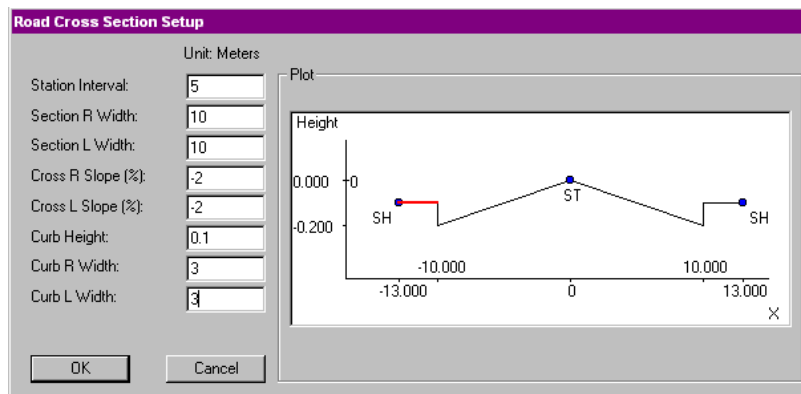 Road Cross Section Setup
Unit: Meters
Station Interval: 5
Section R Width: 10
Section L Width: 10
Cross R Slope (%): -2
Cross L Slope (%): -2
Curb Height: 0.1
Curb R Width: 3
Curb L Width: 3
OK Cancel
Plot
Height
0.000 0
ST
SH SH
-0.200
-10.000 10.000
-13.000 0 13.000
X